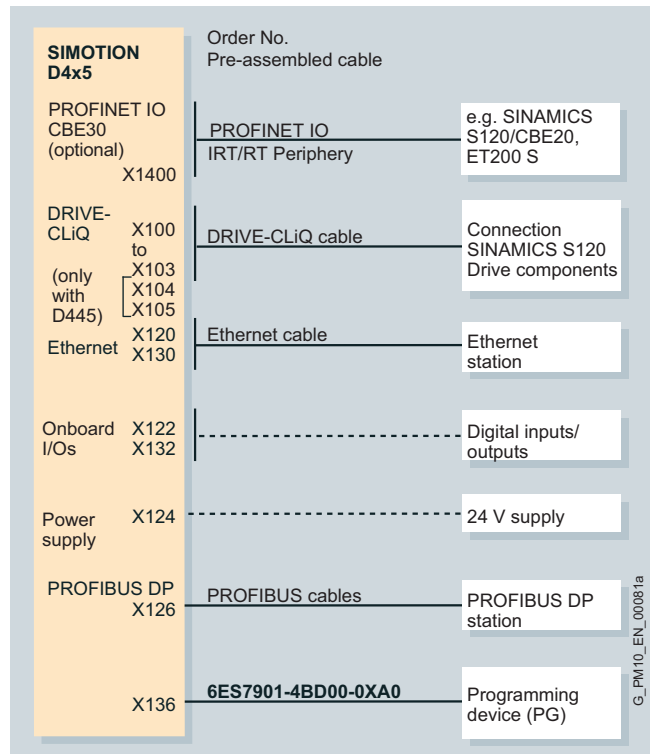 SIMOTION
D4x5
Order No.
Pre-assembled cable
PROFINET IO
CBE30
(optional)
X1400
PROFINET IO
IRT/RT Periphery
e.g. SINAMICS
S120/CBE20,
ET200 S
DRIVE-
CLiQ
X100
to
X103
(only
with
D445)
X104
X105
DRIVE-CLiQ cable
Connection
SINAMICS S120
Drive components
Ethernet
X120
X130
Ethernet cable
Ethernet
station
Onboard
I/Os
X122
X132
Digital inputs/
outputs
Power
supply
X124
24 V supply
PROFIBUS DP
X126
PROFIBUS cables
PROFIBUS DP
station
X136
6ES7901-4BD00-0XA0
Programming
device (PG)
G_PM10_EN_00081a